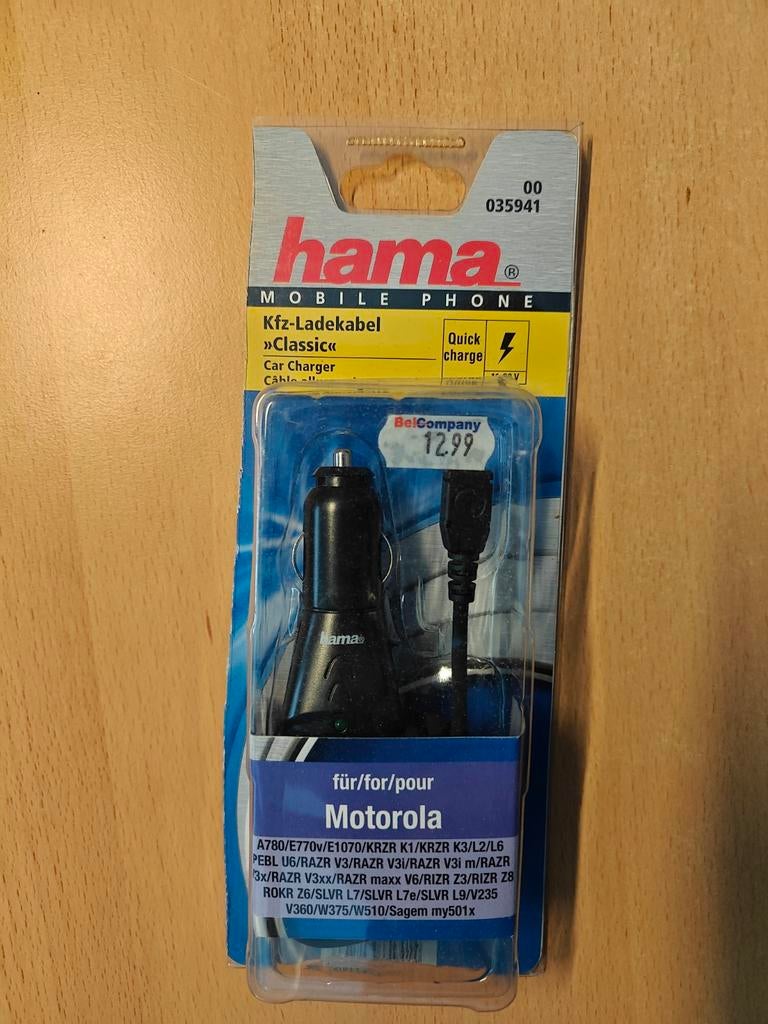 00
035941
hama®
MOBILE PHONE
Kfz-Ladekabel
»Classic«
Car Charger
Câble
Quick
charge
BelCompany
12.99
hama®
für/for/pour
Motorola
A780/E770v/E1070/KRZR K1/KRZR K3/L2/L6
PEBL U6/RAZR V3/RAZR V3i/RAZR V3i m/RAZR
V3x/RAZR V3xx/RAZR maxx V6/RIZR Z3/RIZR Z8
ROKR Z6/SLVR L7/SLVR L7e/SLVR L9/V235
V360/W375/W510/Sagem my501x